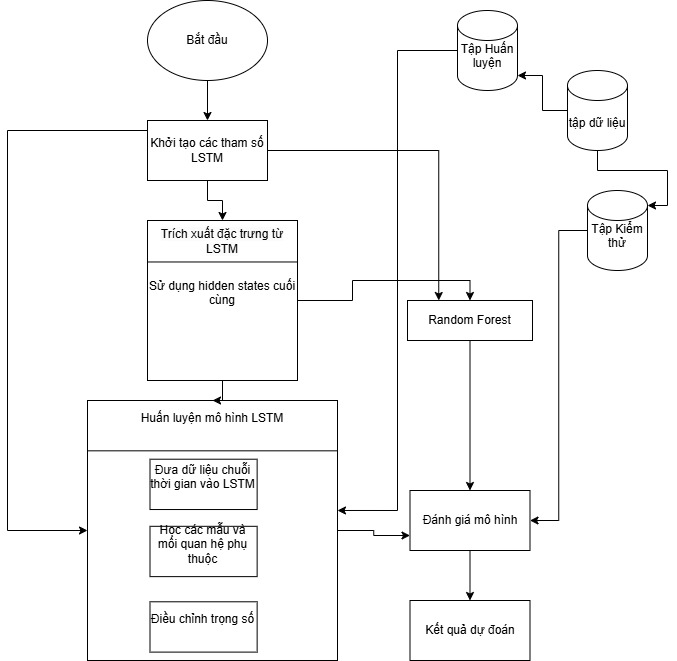 Bắt đầu
Tập Huấn
luyện
tập dữ liệu
Khởi tạo các tham số
LSTM
Tập Kiểm
thử
Trích xuất đặc trưng từ
LSTM
Sử dụng hidden states cuối
cùng
Random Forest
Huấn luyện mô hình LSTM
Đưa dữ liệu chuỗi
thời gian vào LSTM
Học các mẫu và
mối quan hệ phụ
thuộc
Điều chỉnh trọng số
Đánh giá mô hình
Kết quả dự đoán